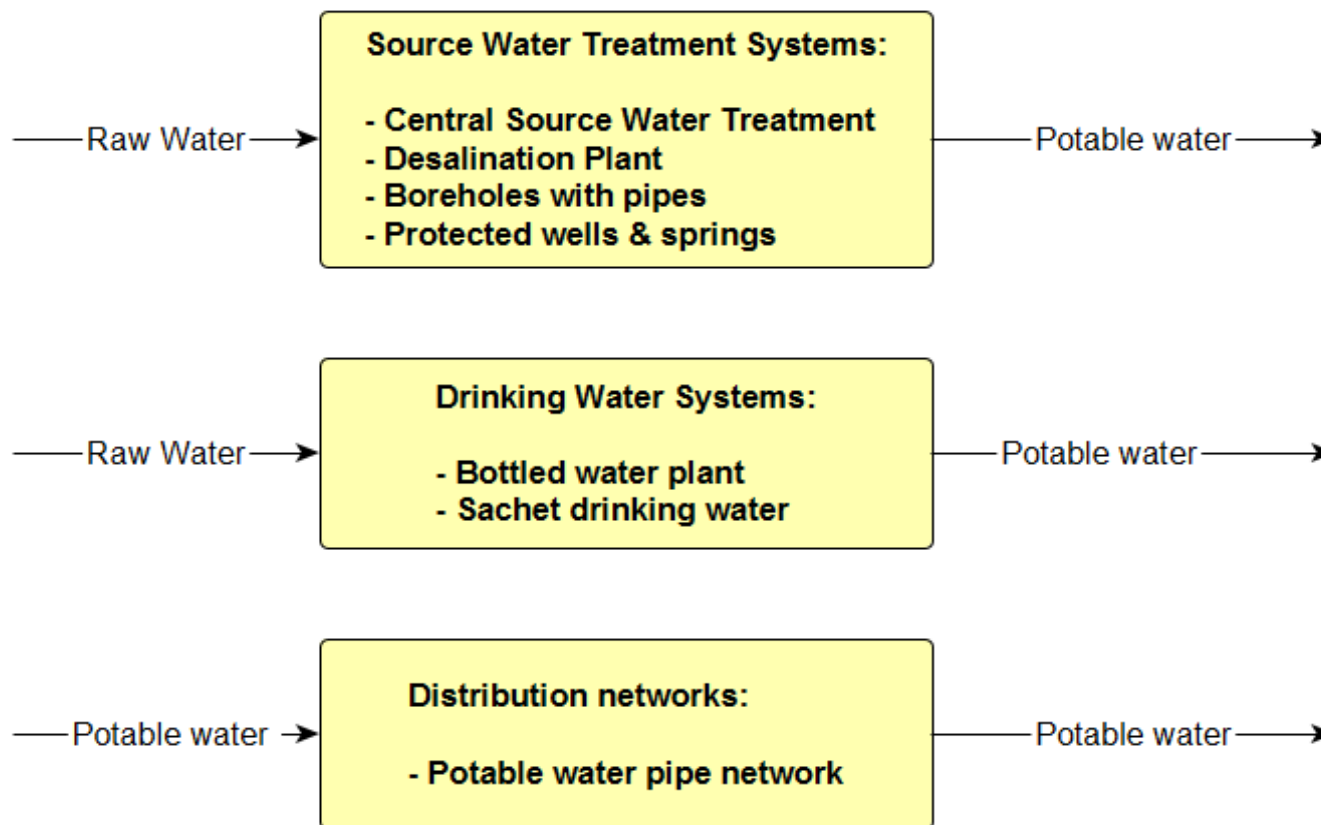 Source Water Treatment Systems:
- Central Source Water Treatment
Raw Water
Potable water
- Desalination Plant
- Boreholes with pipes
- Protected wells & springs
Drinking Water Systems:
Raw Water
Potable water
- Bottled water plant
- Sachet drinking water
Distribution networks:
Potable water
Potable water
- Potable water pipe network